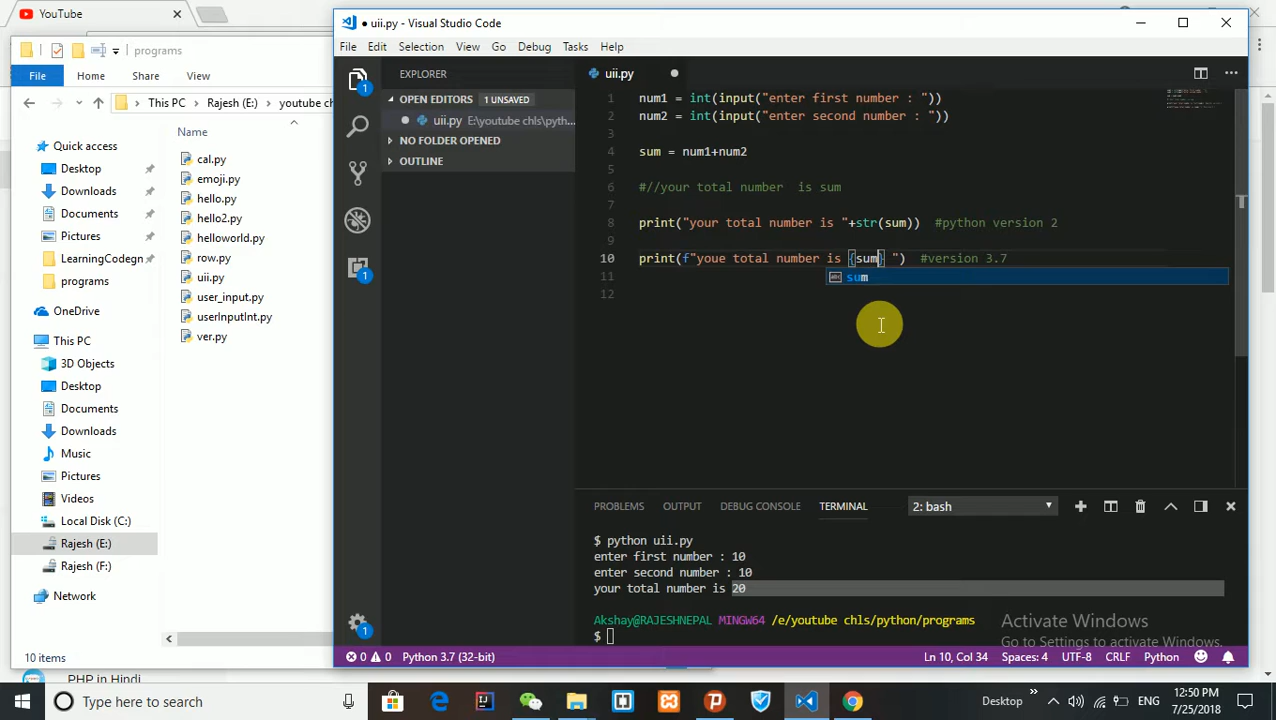 YouTube
programs
File
Home
Share
View
This PC
Rajesh (E:)
youtube ch
Name
Quick access
Desktop
Downloads
Documents
Pictures
LearningCodegn
programs
OneDrive
This PC
3D Objects
Desktop
Documents
Downloads
Music
Pictures
Videos
Local Disk (C:)
Rajesh (E:)
Rajesh (F:)
Network
cal.py
emoji.py
hello.py
hello2.py
helloworld.py
row.py
uii.py
user_input.py
userInputInt.py
ver.py
10 items
PHP in Hindi
● uii.py - Visual Studio Code
File Edit Selection View Go Debug Tasks Help
EXPLORER
OPEN EDITORS 1 UNSAVED
uii.py E:\youtube chls\pyth...
NO FOLDER OPENED
OUTLINE
1
1
1
uii.py
1 num1 = int(input("enter first number : "))
2 num2 = int(input("enter second number : "))
3
4 sum = num1+num2
5
6 #//your total number  is sum
7
8 print("your total number is "+str(sum))  #python version 2
9
10 print(f"youe total number is {sum} ")  #version 3.7
abc sum
11
12
PROBLEMS OUTPUT DEBUG CONSOLE TERMINAL 2: bash
$ python uii.py
enter first number : 10
enter second number : 10
your total number is 20
Akshay@RAJESHNEPAL MINGW64 /e/youtube chls/python/programs
$
Activate Windows
Go to Settings to activate Windows.
0 0 Python 3.7 (32-bit) Ln 10, Col 34 Spaces: 4 UTF-8 CRLF Python
Type here to search
Desktop
ENG
12:50 PM
7/25/2018